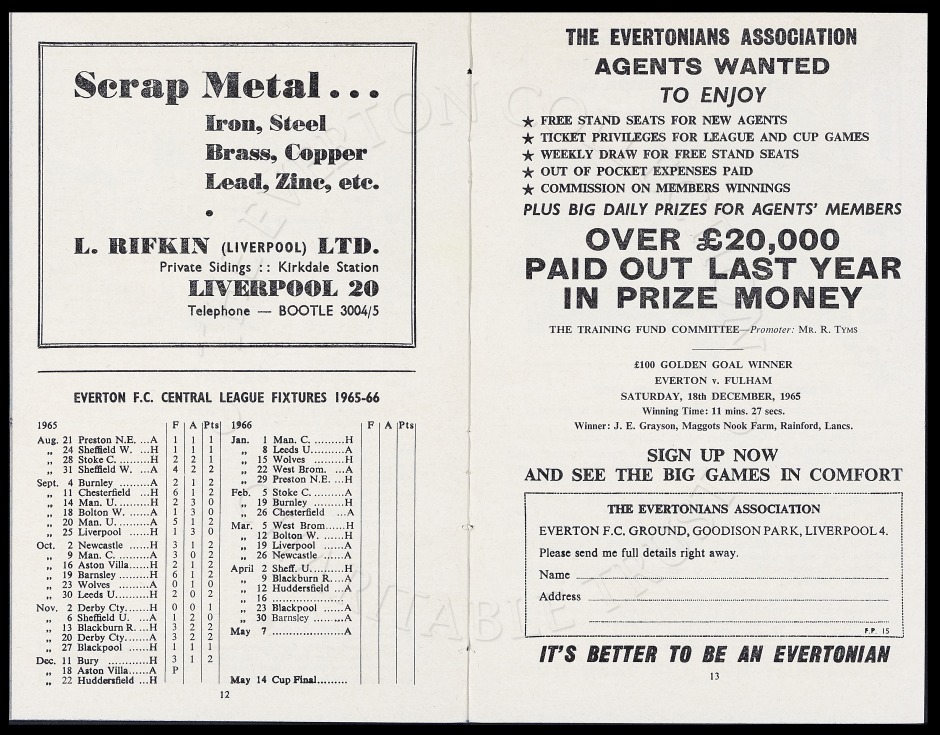 Scrap Metal...
Iron, Steel
Brass, Copper
Lead, Zinc, etc.
L. RIFKIN (LIVERPOOL) LTD.
Private Sidings :: Kirkdale Station
LIVERPOOL 20
Telephone — BOOTLE 3004/5
EVERTON F.C. CENTRAL LEAGUE FIXTURES 1965-66
1965 F A Pts
Aug. 21 Preston N.E. ...A 1 1 1
„ 24 Sheffield W. ...H 1 1 1
„ 28 Stoke C. .........H 2 2 1
„ 31 Sheffield W. ...A 4 2 2
Sept. 4 Burnley .........A 2 1 2
„ 11 Chesterfield ...H 6 1 2
„ 14 Man. U. .........H 2 3 0
„ 18 Bolton W. ......A 1 3 0
„ 20 Man. U. .........A 5 1 2
„ 25 Liverpool ......H 1 3 0
Oct. 2 Newcastle ......H 3 1 2
„ 9 Man. C. .........A 3 0 2
„ 16 Aston Villa......H 2 1 2
„ 19 Barnsley .........H 6 1 2
„ 23 Wolves .........A 0 1 0
„ 30 Leeds U..........H 2 0 2
Nov. 2 Derby Cty.......H 0 0 1
„ 6 Sheffield U. ...A 1 2 0
„ 13 Blackburn R. ...H 3 2 2
„ 20 Derby Cty.......A 3 2 2
„ 27 Blackpool ......H 1 1 1
Dec. 11 Bury ............H 3 1 2
„ 18 Aston Villa......A P
„ 22 Huddersfield ...H
1966 F A Pts
Jan. 1 Man. C. .........H
„ 8 Leeds U..........A
„ 15 Wolves .........H
„ 22 West Brom. ...A
„ 29 Preston N.E. ...H
Feb. 5 Stoke C. .........A
„ 19 Burnley .........H
„ 26 Chesterfield ...A
Mar. 5 West Brom......H
„ 12 Bolton W. ......H
„ 19 Liverpool ......A
„ 26 Newcastle ......A
April 2 Sheff. U. .........H
„ 9 Blackburn R....A
„ 12 Huddersfield ...A
„ 16 .....................H
„ 23 Blackpool ......A
„ 30 Barnsley .........A
May 7 .....................A
May 14 Cup Final.........
12
THE EVERTONIANS ASSOCIATION
AGENTS WANTED
TO ENJOY
★ FREE STAND SEATS FOR NEW AGENTS
★ TICKET PRIVILEGES FOR LEAGUE AND CUP GAMES
★ WEEKLY DRAW FOR FREE STAND SEATS
★ OUT OF POCKET EXPENSES PAID
★ COMMISSION ON MEMBERS WINNINGS
PLUS BIG DAILY PRIZES FOR AGENTS' MEMBERS
OVER £20,000
PAID OUT LAST YEAR
IN PRIZE MONEY
THE TRAINING FUND COMMITTEE—Promoter: MR. R. TYMS
£100 GOLDEN GOAL WINNER
EVERTON v. FULHAM
SATURDAY, 18th DECEMBER, 1965
Winning Time: 11 mins. 27 secs.
Winner: J. E. Grayson, Maggots Nook Farm, Rainford, Lancs.
SIGN UP NOW
AND SEE THE BIG GAMES IN COMFORT
THE EVERTONIANS ASSOCIATION
EVERTON F.C. GROUND, GOODISON PARK, LIVERPOOL 4.
Please send me full details right away.
Name
Address
F.P. 15
IT'S BETTER TO BE AN EVERTONIAN
13